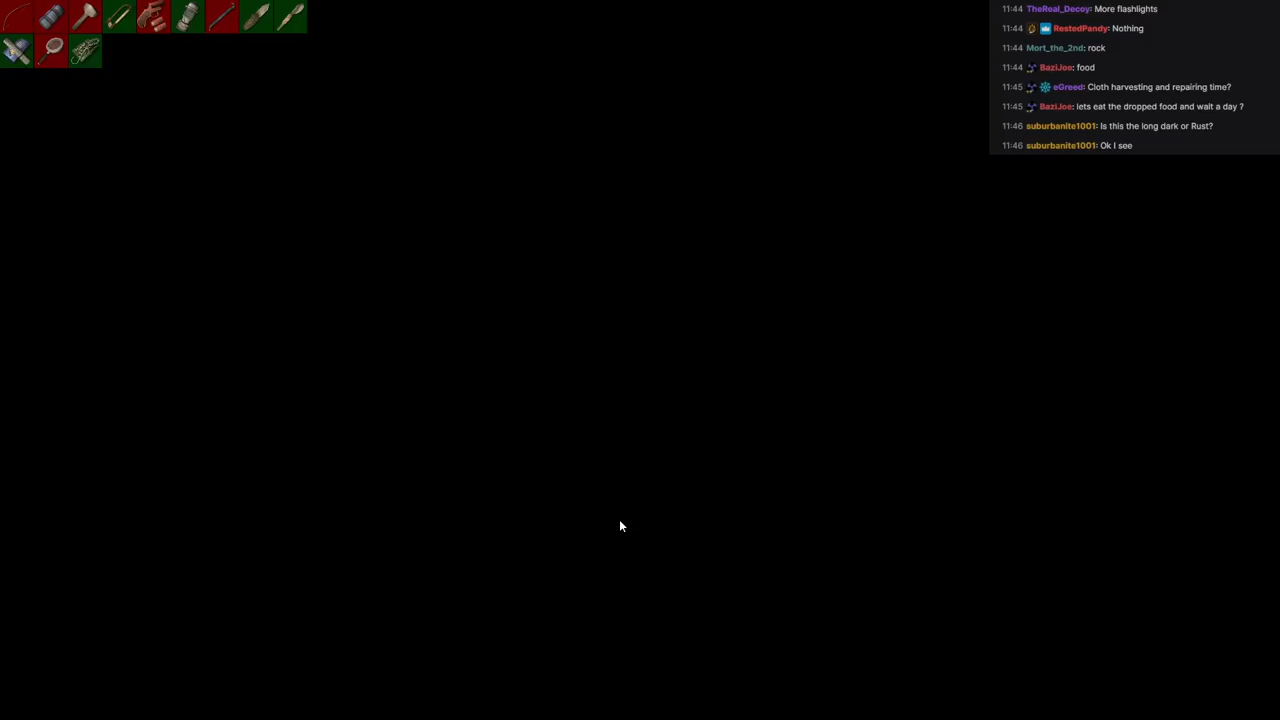 11:44 TheReal_Decoy: More flashlights
11:44 RestedPandy: Nothing
11:44 Mort_the_2nd: rock
11:44 BaziJoe: food
11:45 eGreed: Cloth harvesting and repairing time?
11:45 BaziJoe: lets eat the dropped food and wait a day ?
11:46 suburbanite1001: Is this the long dark or Rust?
11:46 suburbanite1001: Ok I see